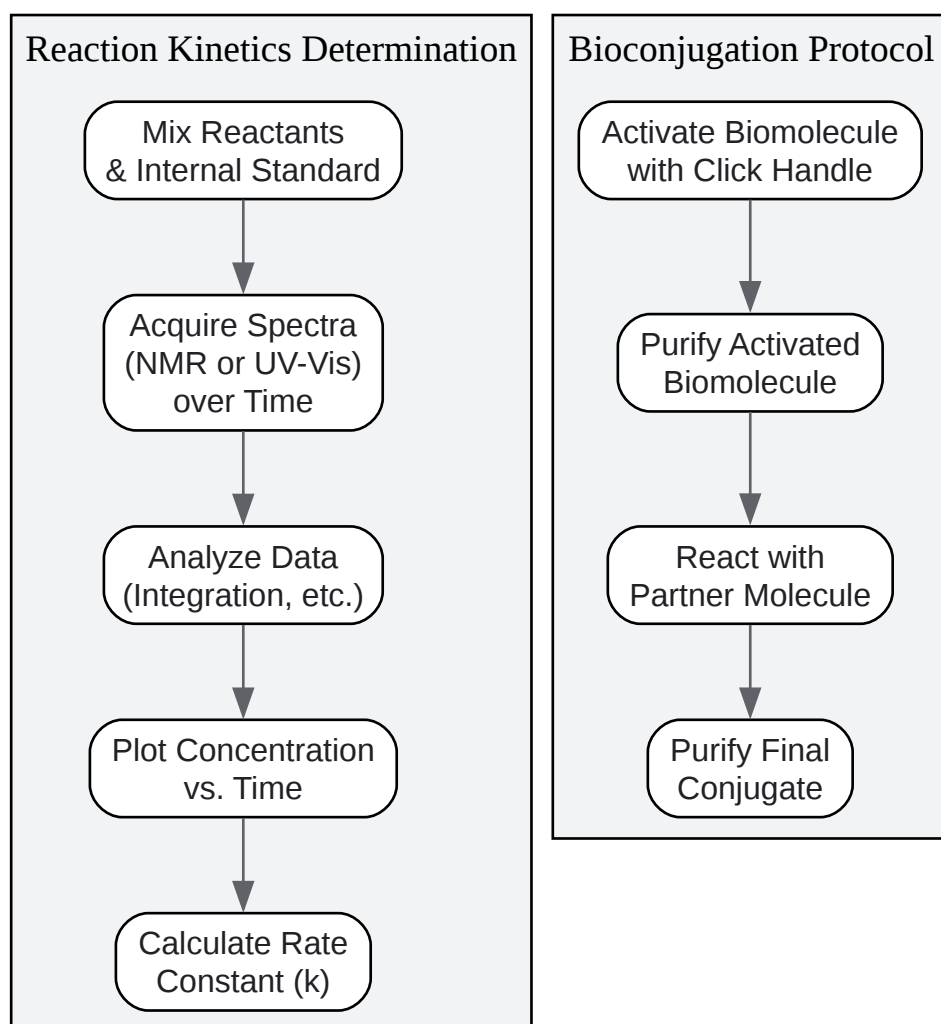 Reaction Kinetics Determination
Mix Reactants
& Internal Standard
Acquire Spectra
(NMR or UV-Vis)
over Time
Analyze Data
(Integration, etc.)
Plot Concentration
vs. Time
Calculate Rate
Constant (k)
Bioconjugation Protocol
Activate Biomolecule
with Click Handle
Purify Activated
Biomolecule
React with
Partner Molecule
Purify Final
Conjugate